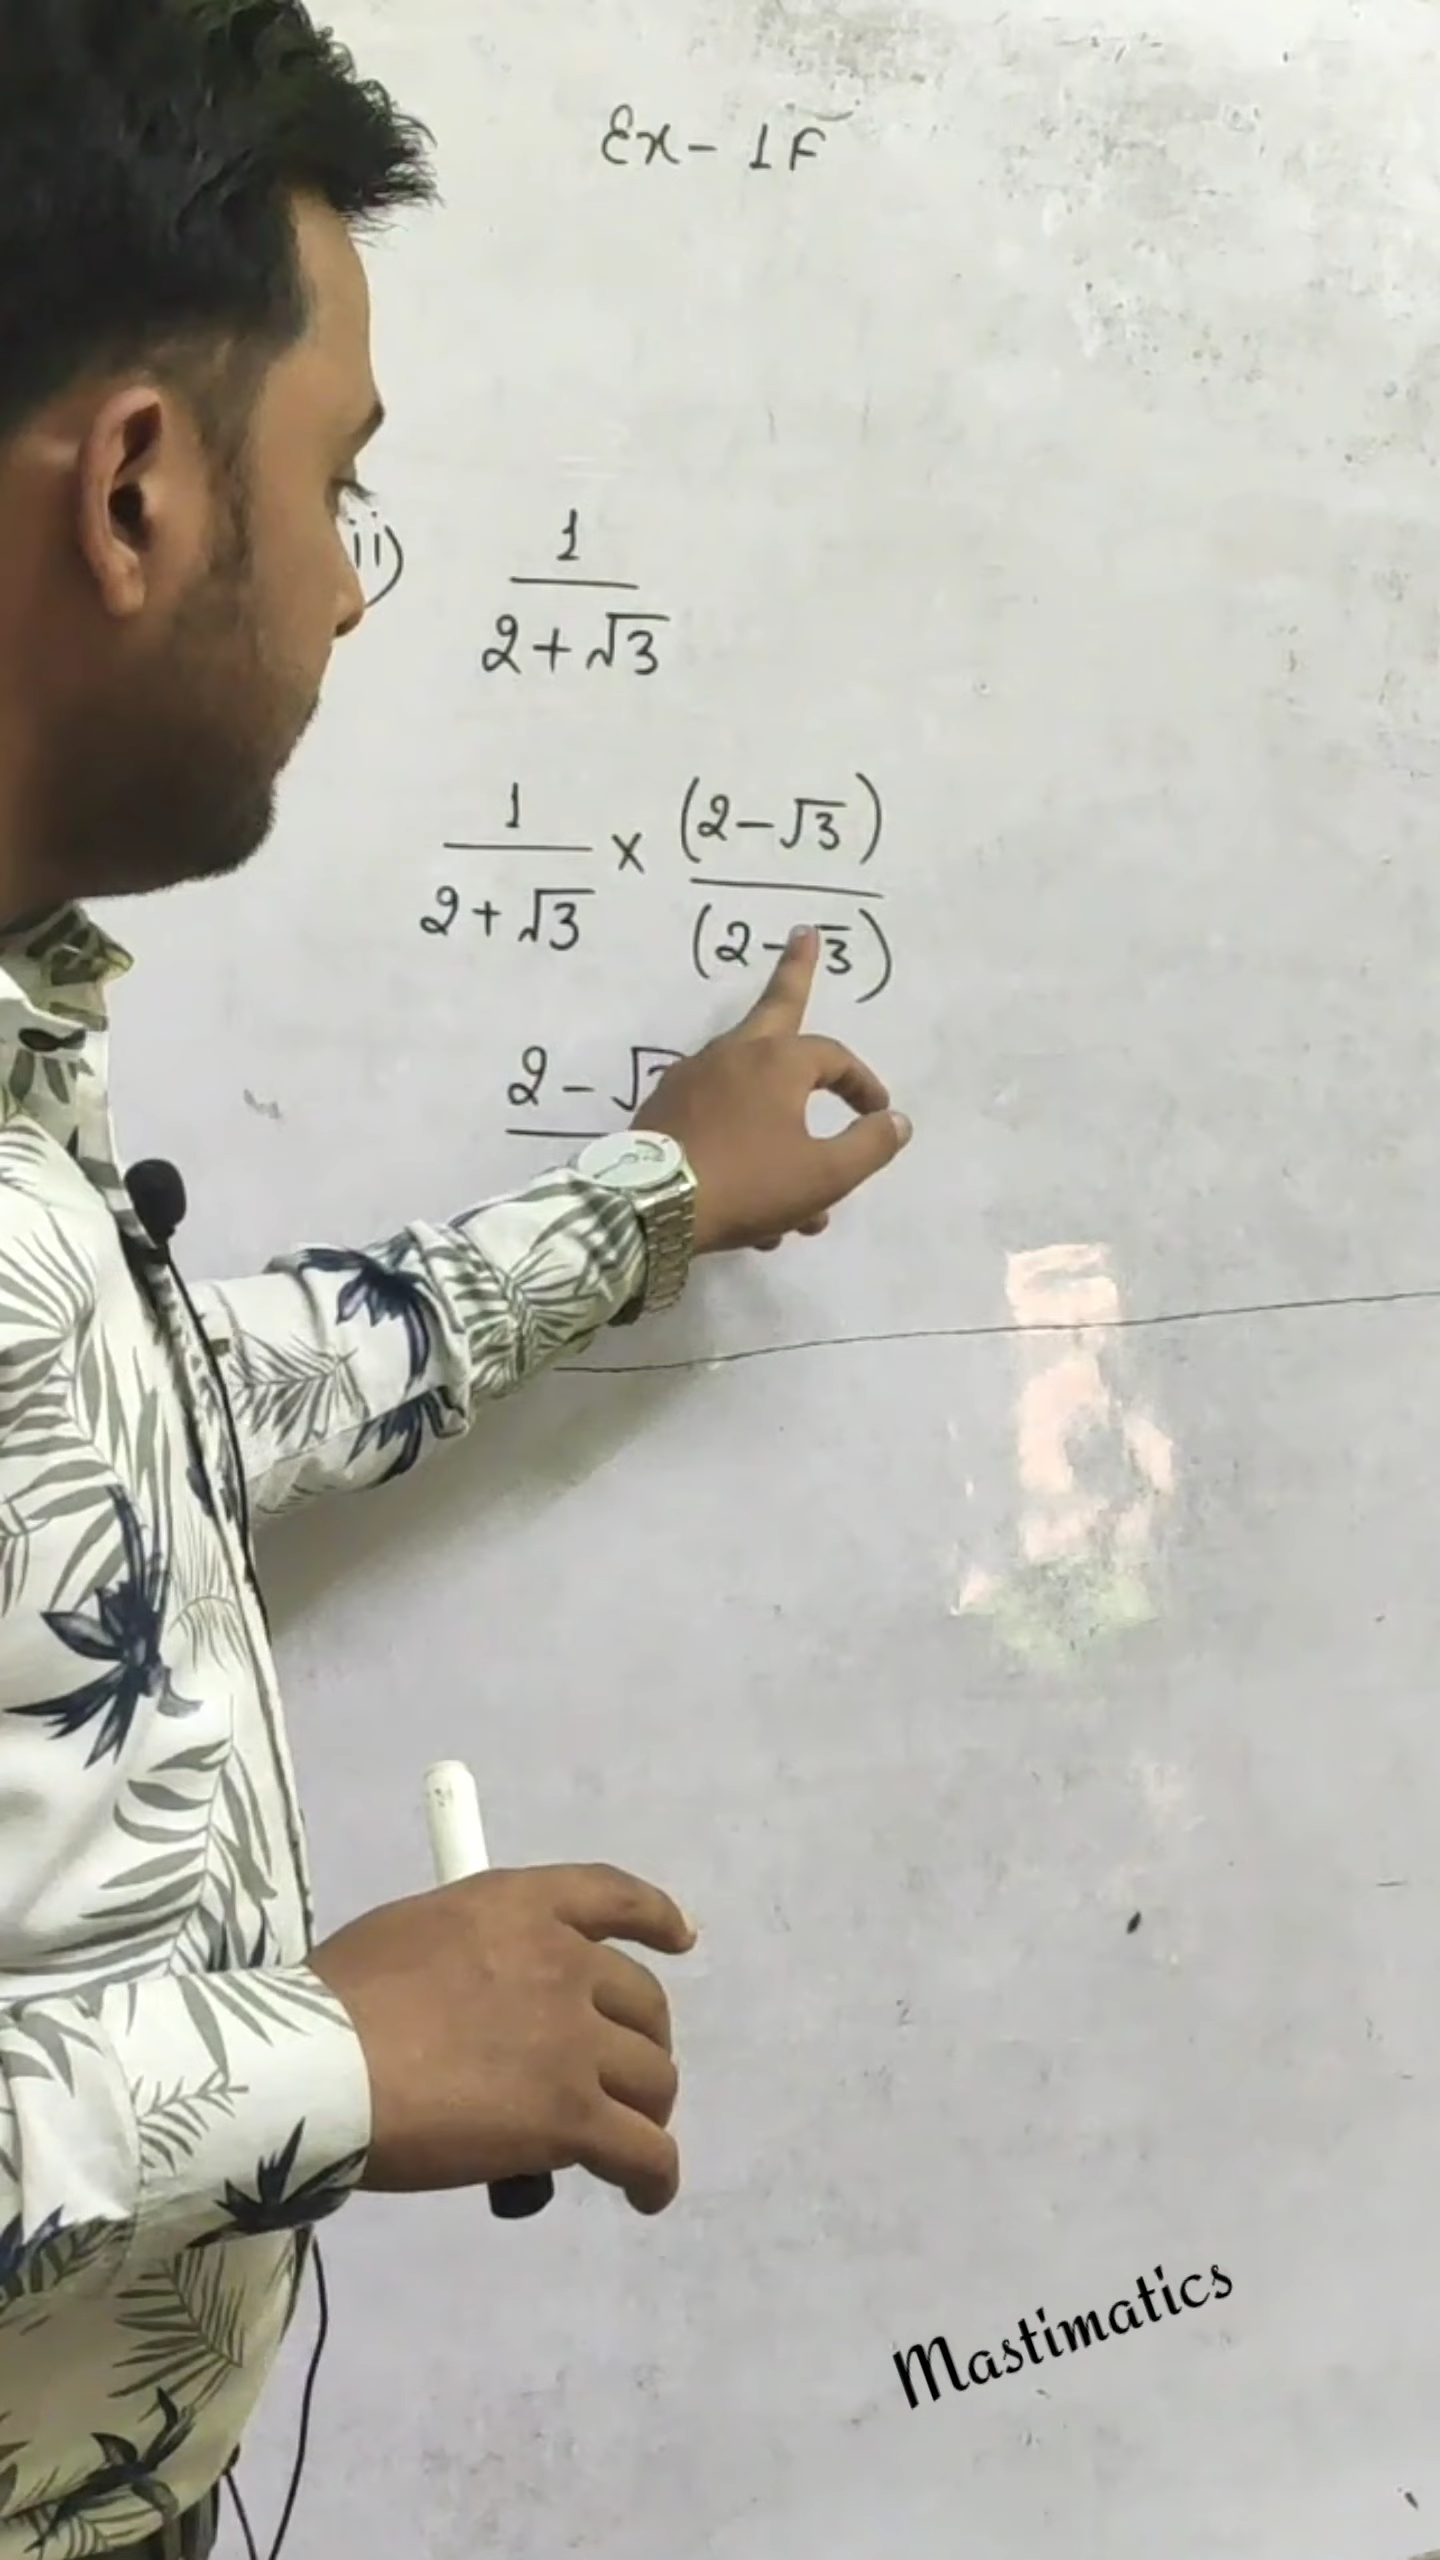 Ex - 1F
ii) 1
2 + √3
1 × (2 - √3)
2 + √3 (2 - √3)
2 - √
Mastimatics